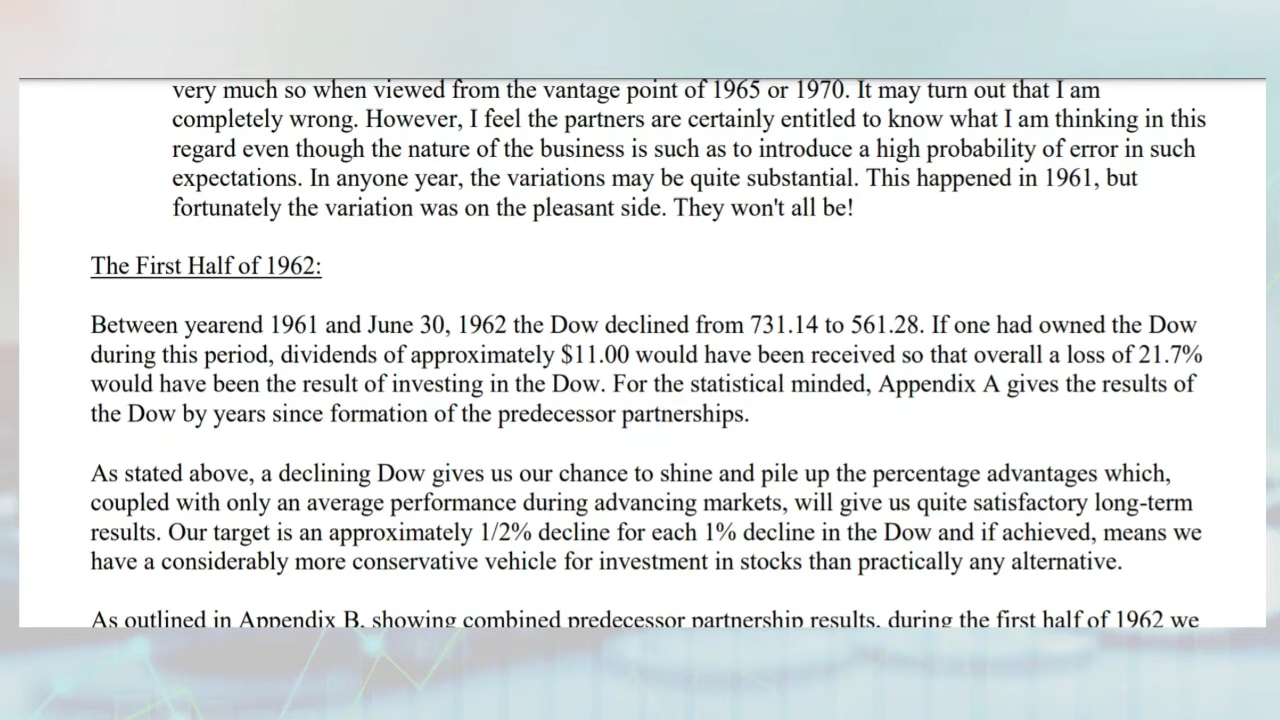 very much so when viewed from the vantage point of 1965 or 1970. It may turn out that I am
completely wrong. However, I feel the partners are certainly entitled to know what I am thinking in this
regard even though the nature of the business is such as to introduce a high probability of error in such
expectations. In anyone year, the variations may be quite substantial. This happened in 1961, but
fortunately the variation was on the pleasant side. They won't all be!
The First Half of 1962:
Between yearend 1961 and June 30, 1962 the Dow declined from 731.14 to 561.28. If one had owned the Dow
during this period, dividends of approximately $11.00 would have been received so that overall a loss of 21.7%
would have been the result of investing in the Dow. For the statistical minded, Appendix A gives the results of
the Dow by years since formation of the predecessor partnerships.
As stated above, a declining Dow gives us our chance to shine and pile up the percentage advantages which,
coupled with only an average performance during advancing markets, will give us quite satisfactory long-term
results. Our target is an approximately 1/2% decline for each 1% decline in the Dow and if achieved, means we
have a considerably more conservative vehicle for investment in stocks than practically any alternative.
As outlined in Appendix B, showing combined predecessor partnership results, during the first half of 1962 we